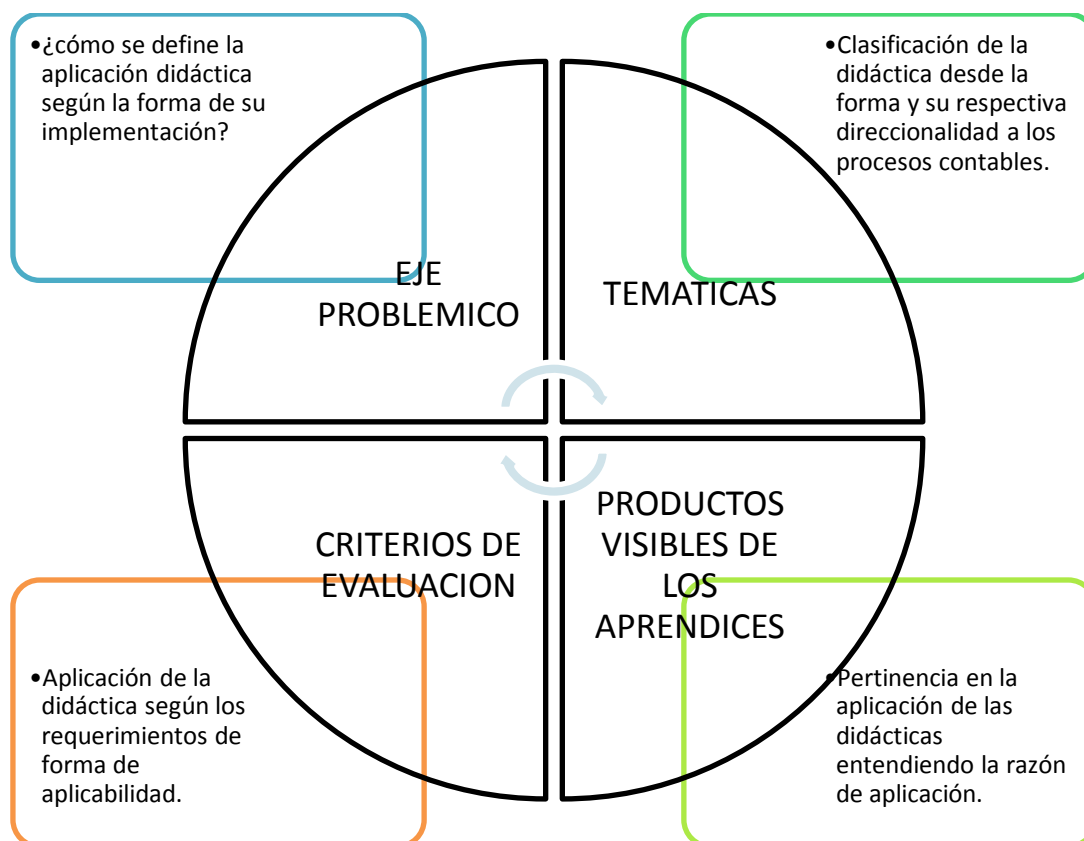 •¿cómo se define la
aplicación didáctica
según la forma de su
implementación?
•Clasificación de la
didáctica desde la
forma y su respectiva
direccionalidad a los
procesos contables.
EJE
PROBLEMICO
TEMATICAS
CRITERIOS DE
EVALUACION
PRODUCTOS
VISIBLES DE
LOS
APRENDICES
•Aplicación de la
didáctica según los
requerimientos de
forma de
aplicabilidad.
•Pertinencia en la
aplicación de las
didácticas
entendiendo la razón
de aplicación.